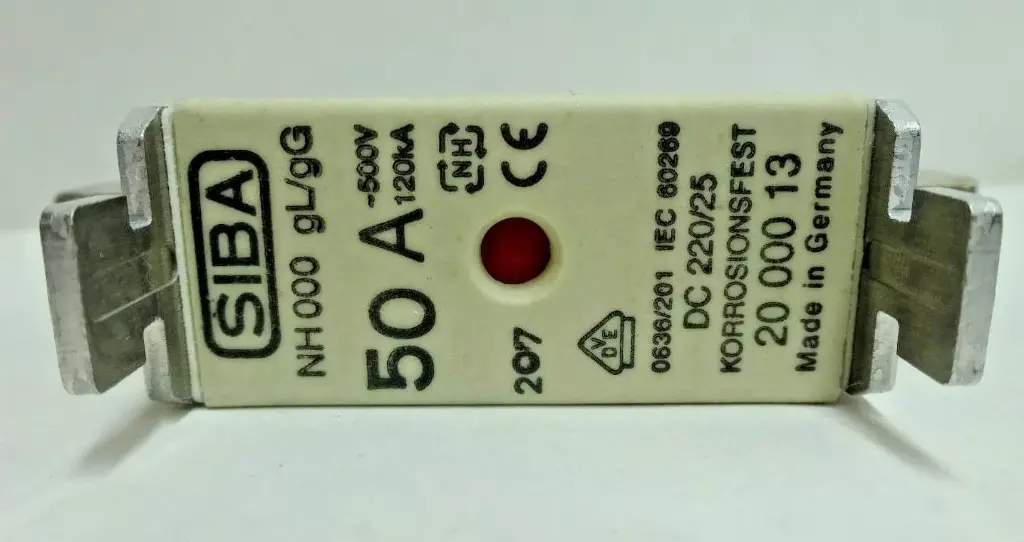 SIBA
NH000 gL/gG
50 A ~500V
120kA
NH
CE
207
VDE
0636/201 IEC 60269
DC 220/25
KORROSIONSFEST
20 000 13
Made in Germany